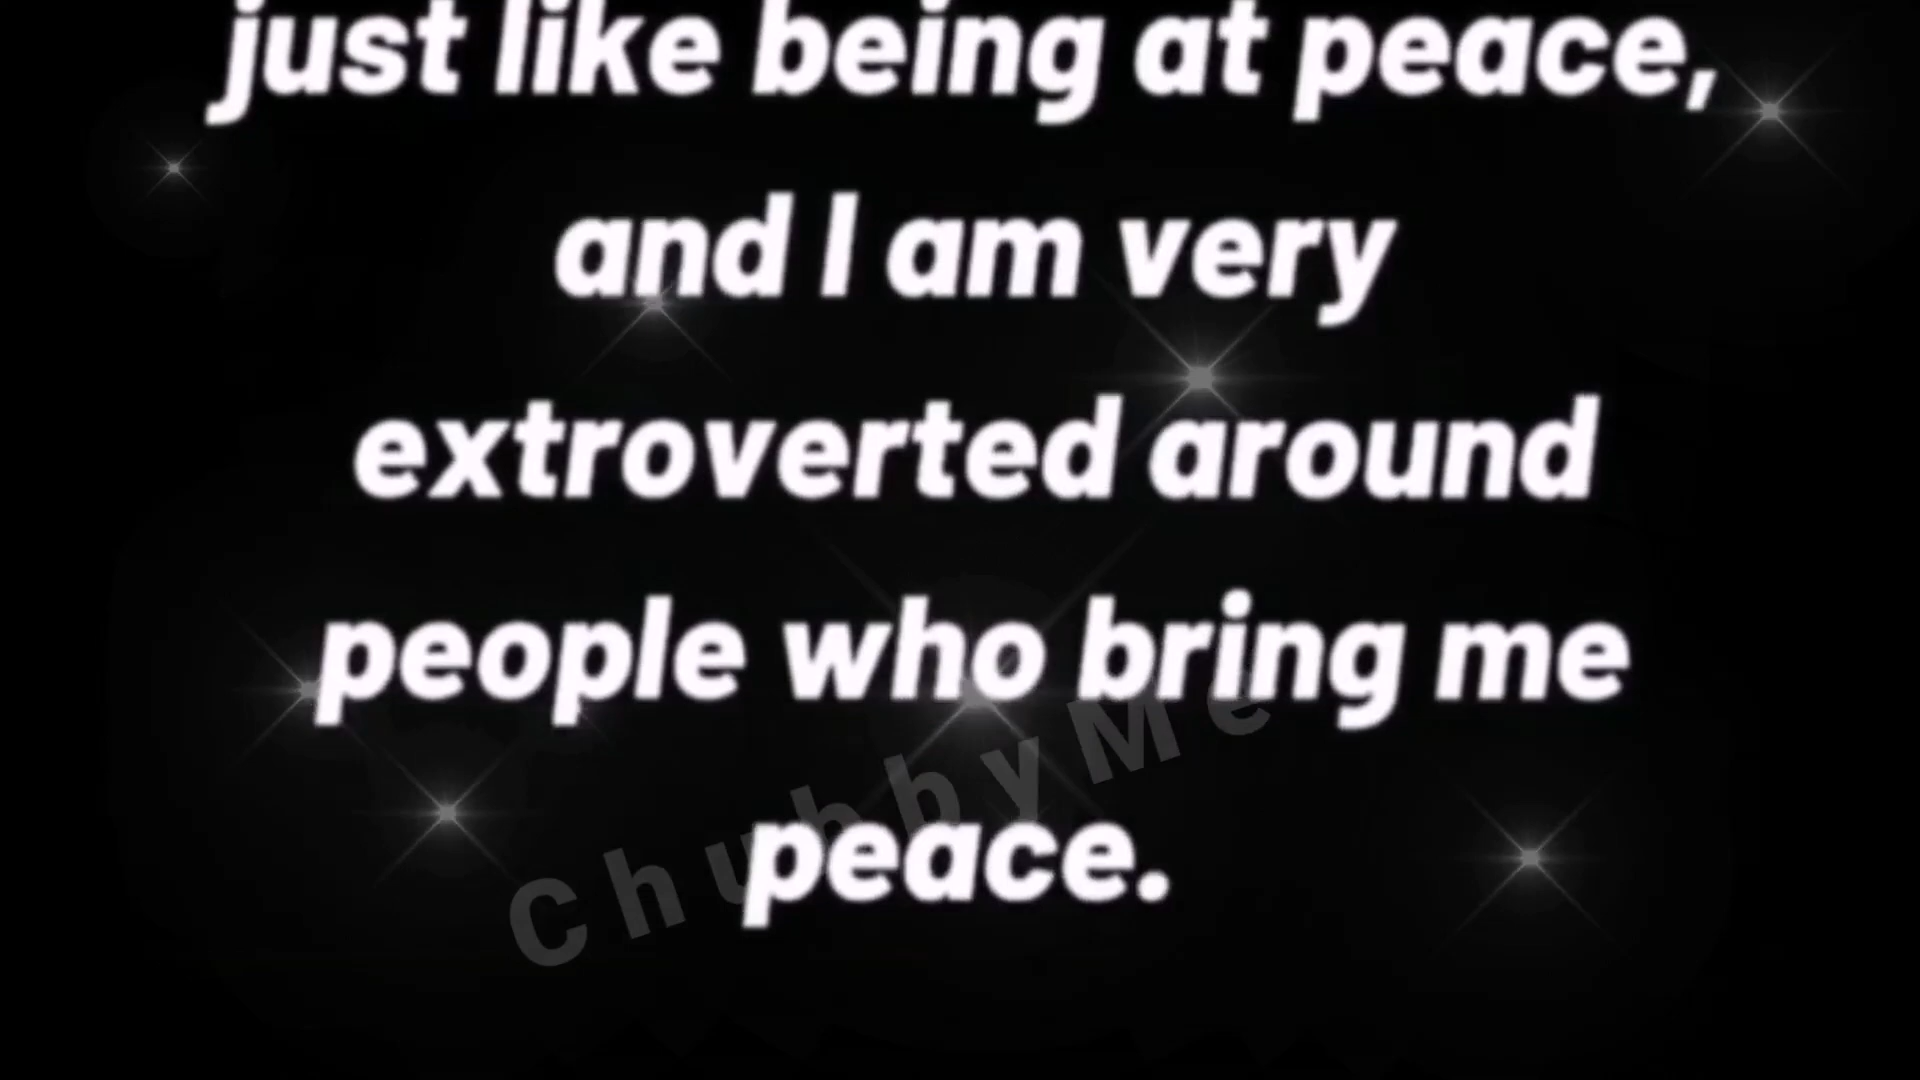 just like being at peace,
and I am very
extroverted around
people who bring me
peace.
ChubbyMe